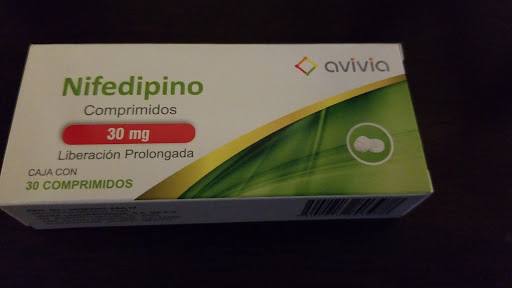 avivia
Nifedipino
Comprimidos
30 mg
Liberación Prolongada
CAJA CON
30 COMPRIMIDOS